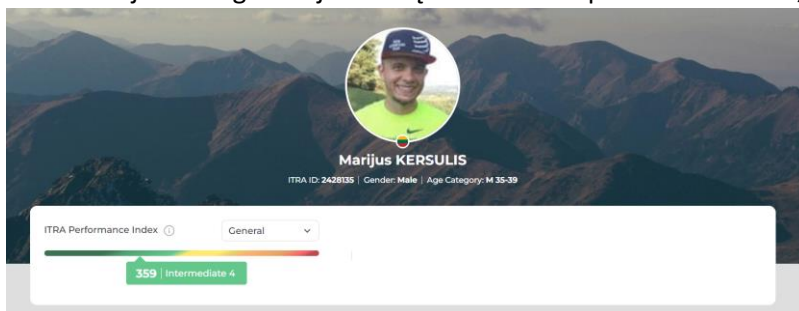 Marijus KERSULIS
ITRA ID: 2428135 | Gender: Male | Age Category: M 35-39
ITRA Performance Index
General
359 | Intermediate 4